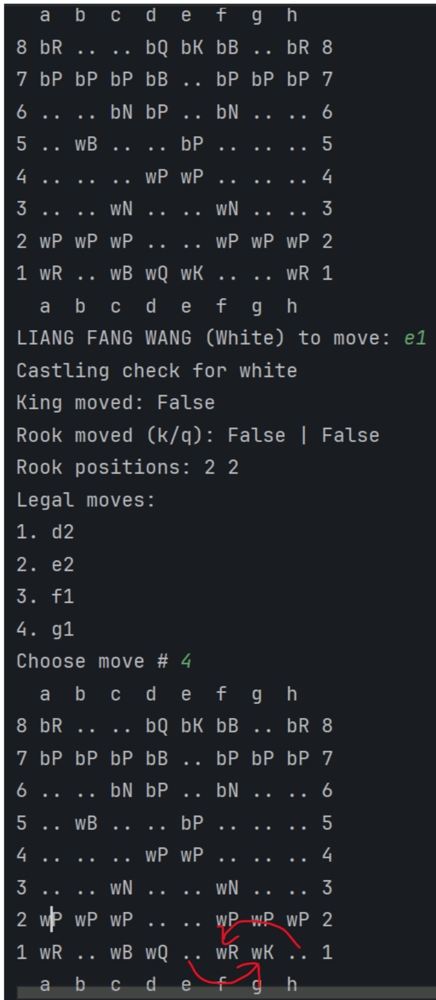 a b c d e f g h
8 bR .. .. bQ bK bB .. bR 8
7 bP bP bP bB .. bP bP bP 7
6 .. .. bN bP .. bN .. .. 6
5 .. wB .. .. bP .. .. .. 5
4 .. .. .. wP wP .. .. .. 4
3 .. .. wN .. .. wN .. .. 3
2 wP wP wP .. .. wP wP wP 2
1 wR .. wB wQ wK .. .. wR 1
a b c d e f g h
LIANG FANG WANG (White) to move: e1
Castling check for white
King moved: False
Rook moved (k/q): False | False
Rook positions: 2 2
Legal moves:
1. d2
2. e2
3. f1
4. g1
Choose move # 4
a b c d e f g h
8 bR .. .. bQ bK bB .. bR 8
7 bP bP bP bB .. bP bP bP 7
6 .. .. bN bP .. bN .. .. 6
5 .. wB .. .. bP .. .. .. 5
4 .. .. .. wP wP .. .. .. 4
3 .. .. wN .. .. wN .. .. 3
2 wP wP wP .. .. wP wP wP 2
1 wR .. wB wQ .. wR wK .. 1
a b c d e f g h